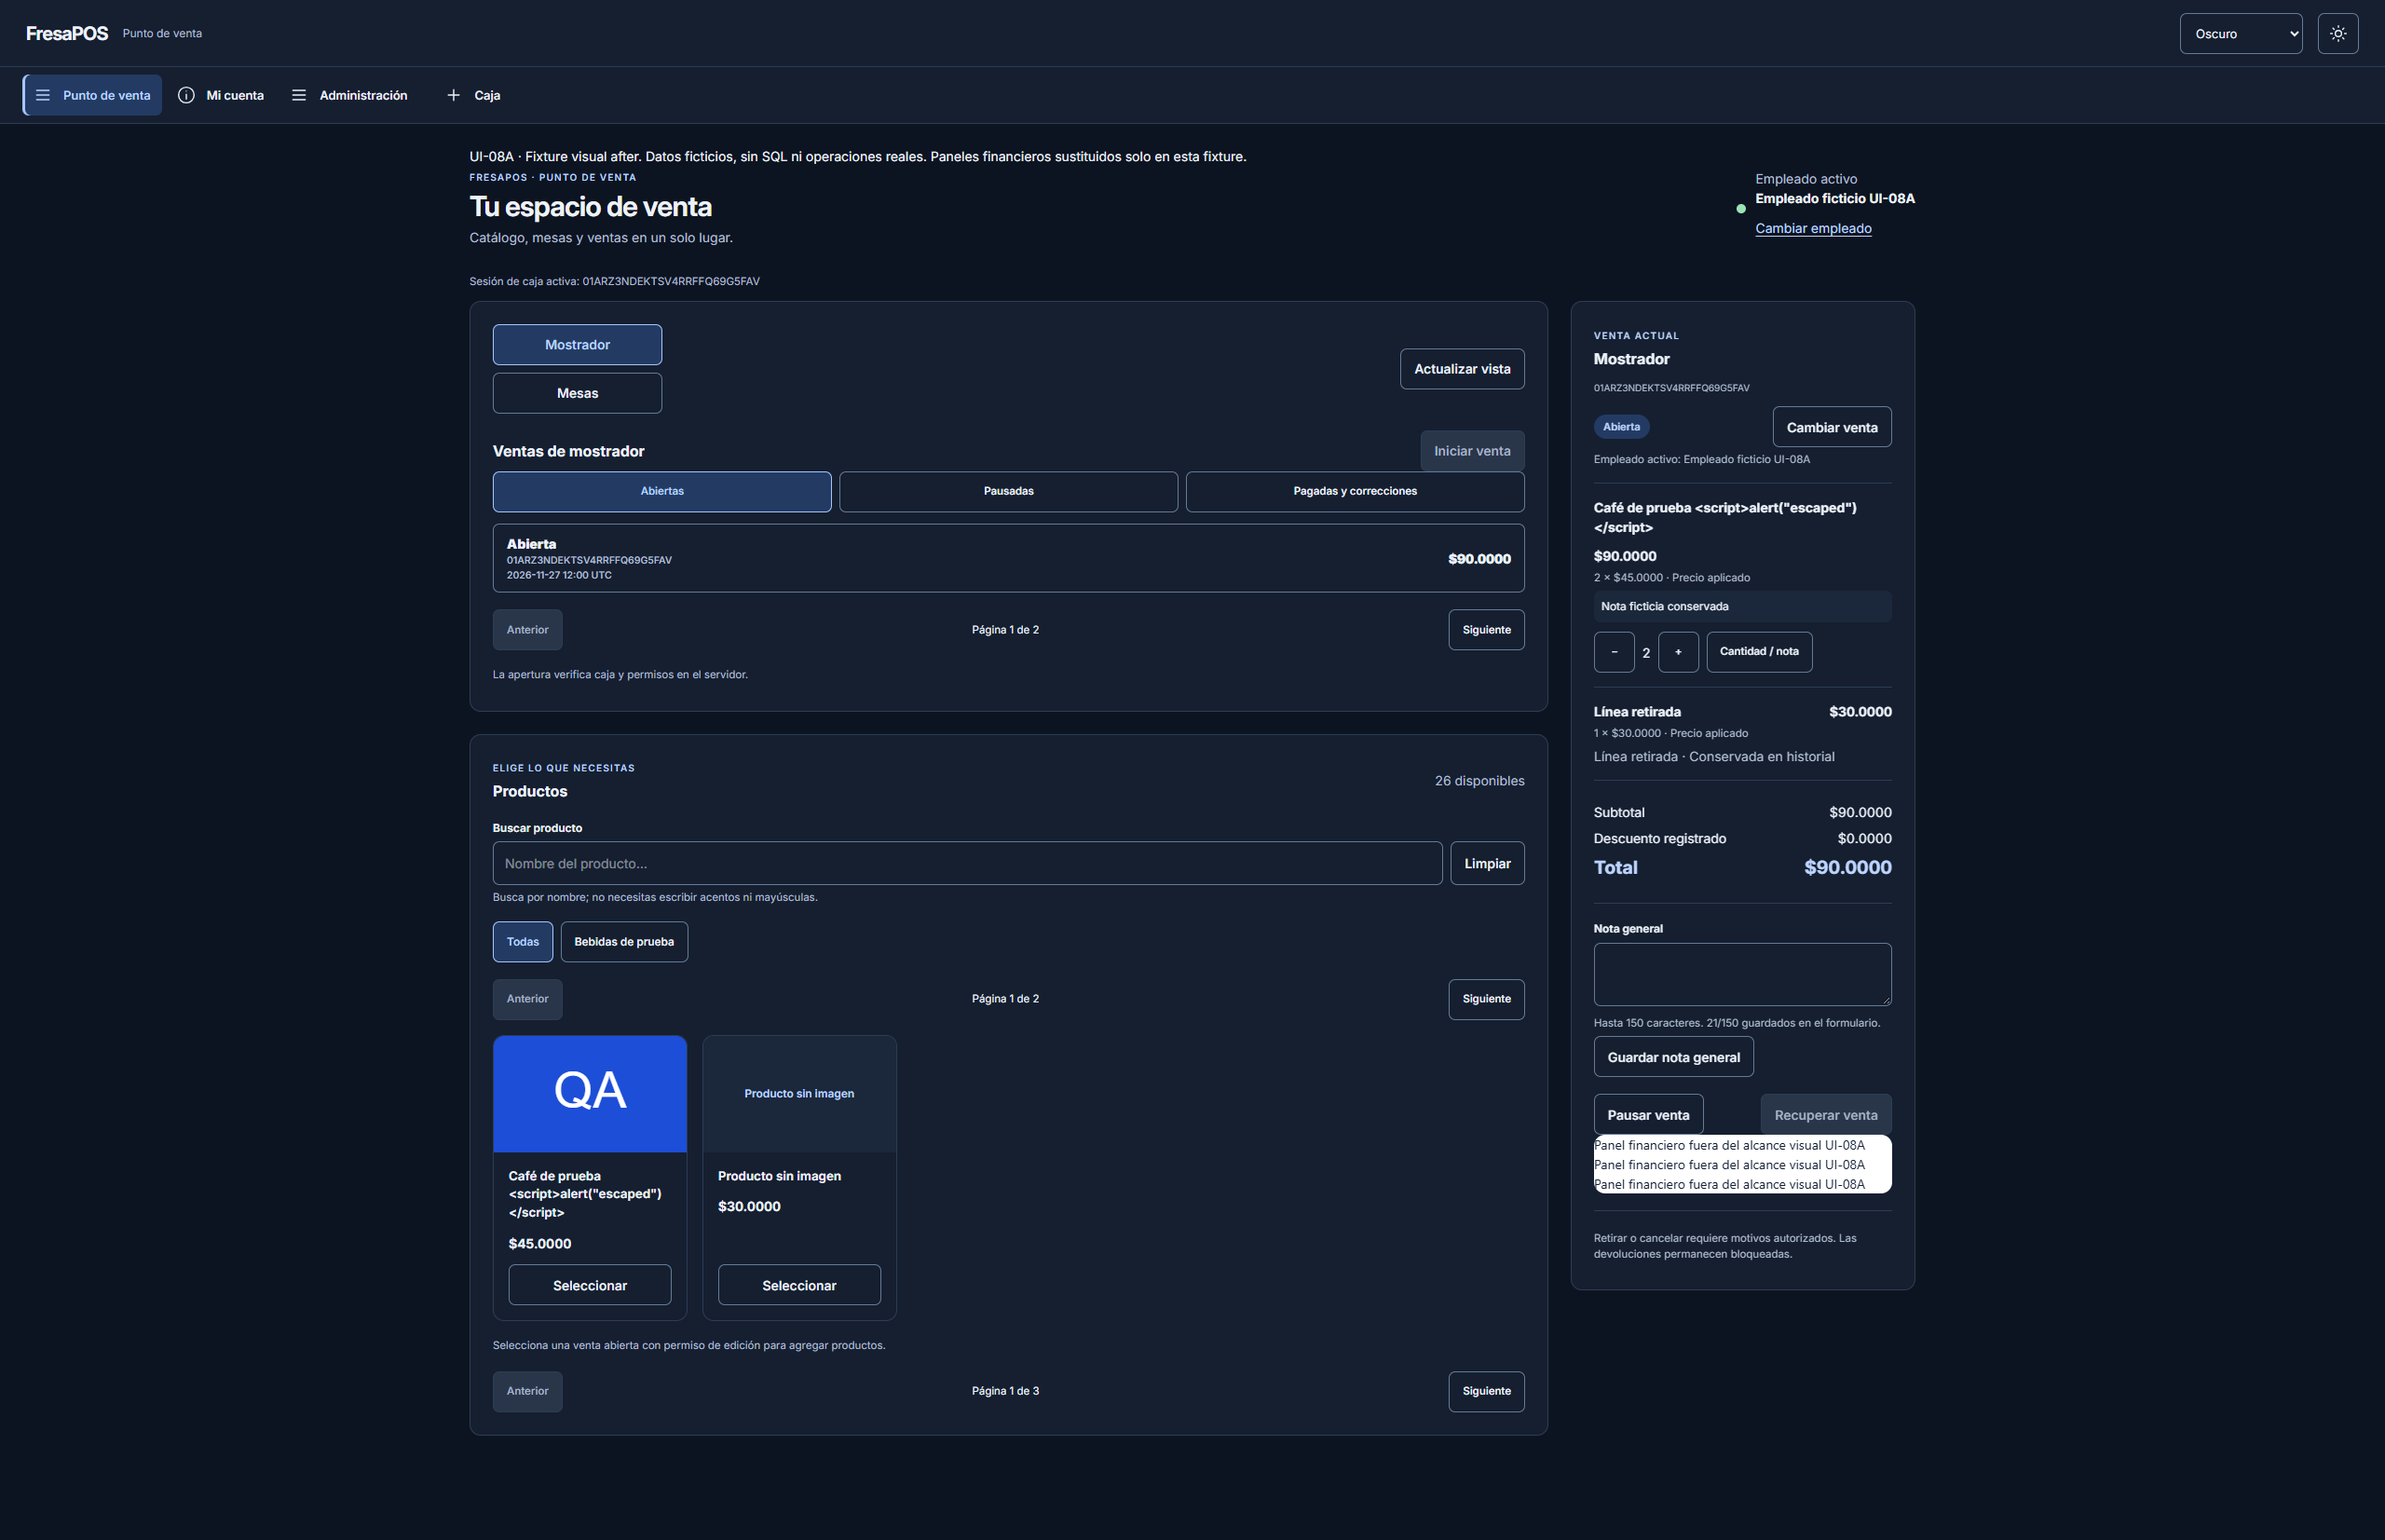 FresaPOS Punto de venta
Oscuro
Punto de venta
Mi cuenta
Administración
Caja
UI-08A · Fixture visual after. Datos ficticios, sin SQL ni operaciones reales. Paneles financieros sustituidos solo en esta fixture.
FRESAPOS · PUNTO DE VENTA
Tu espacio de venta
Catálogo, mesas y ventas en un solo lugar.
Empleado activo
Empleado ficticio UI-08A
Cambiar empleado
Sesión de caja activa: 01ARZ3NDEKTSV4RRFFQ69G5FAV
Mostrador
Mesas
Actualizar vista
Ventas de mostrador
Iniciar venta
Abiertas
Pausadas
Pagadas y correcciones
Abierta
01ARZ3NDEKTSV4RRFFQ69G5FAV
2026-11-27 12:00 UTC
$90.0000
Anterior
Página 1 de 2
Siguiente
La apertura verifica caja y permisos en el servidor.
ELIGE LO QUE NECESITAS
Productos
26 disponibles
Buscar producto
Nombre del producto...
Limpiar
Busca por nombre; no necesitas escribir acentos ni mayúsculas.
Todas
Bebidas de prueba
Anterior
Página 1 de 2
Siguiente
QA
Café de prueba
<script>alert("escaped")
</script>
$45.0000
Seleccionar
Producto sin imagen
Producto sin imagen
$30.0000
Seleccionar
Selecciona una venta abierta con permiso de edición para agregar productos.
Anterior
Página 1 de 3
Siguiente
VENTA ACTUAL
Mostrador
01ARZ3NDEKTSV4RRFFQ69G5FAV
Abierta
Cambiar venta
Empleado activo: Empleado ficticio UI-08A
Café de prueba <script>alert("escaped")
</script>
$90.0000
2 × $45.0000 · Precio aplicado
Nota ficticia conservada
− 2 +
Cantidad / nota
Línea retirada $30.0000
1 × $30.0000 · Precio aplicado
Línea retirada · Conservada en historial
Subtotal $90.0000
Descuento registrado $0.0000
Total $90.0000
Nota general
Hasta 150 caracteres. 21/150 guardados en el formulario.
Guardar nota general
Pausar venta
Recuperar venta
Panel financiero fuera del alcance visual UI-08A
Panel financiero fuera del alcance visual UI-08A
Panel financiero fuera del alcance visual UI-08A
Retirar o cancelar requiere motivos autorizados. Las
devoluciones permanecen bloqueadas.